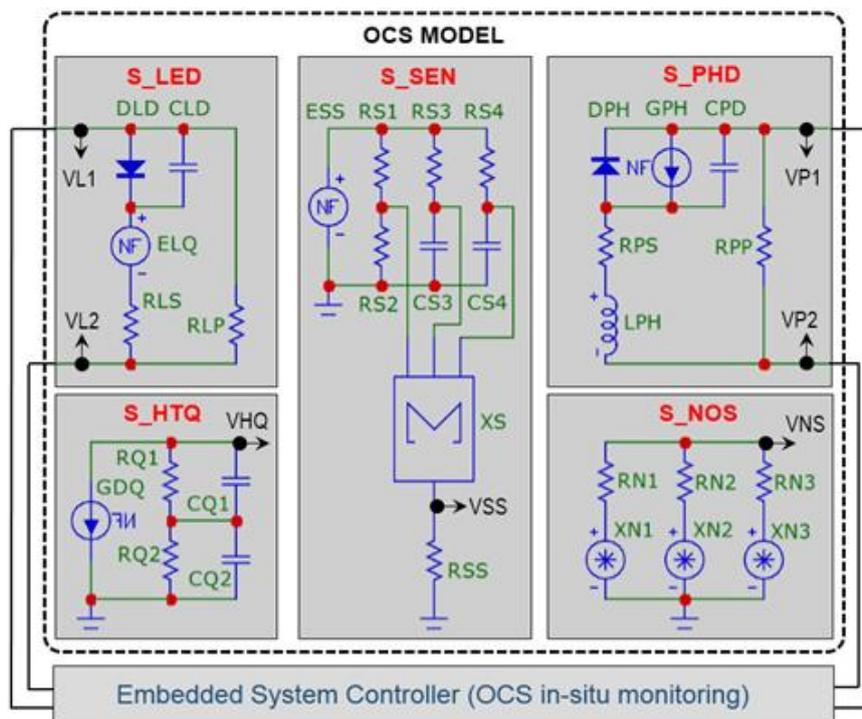 OCS MODEL
S_LED
DLD CLD
VL1
NF ELQ
VL2
RLS
RLP
S_SEN
ESS RS1 RS3 RS4
NF
RS2 CS3 CS4
XS
VSS
RSS
S_PHD
DPH GPH CPD
NF
VP1
RPS
RPP
LPH
VP2
S_HTQ
VHQ
RQ1
GDQ
CQ1
NF
RQ2
CQ2
S_NOS
VNS
RN1 RN2 RN3
XN1 XN2 XN3
Embedded System Controller (OCS in-situ monitoring)